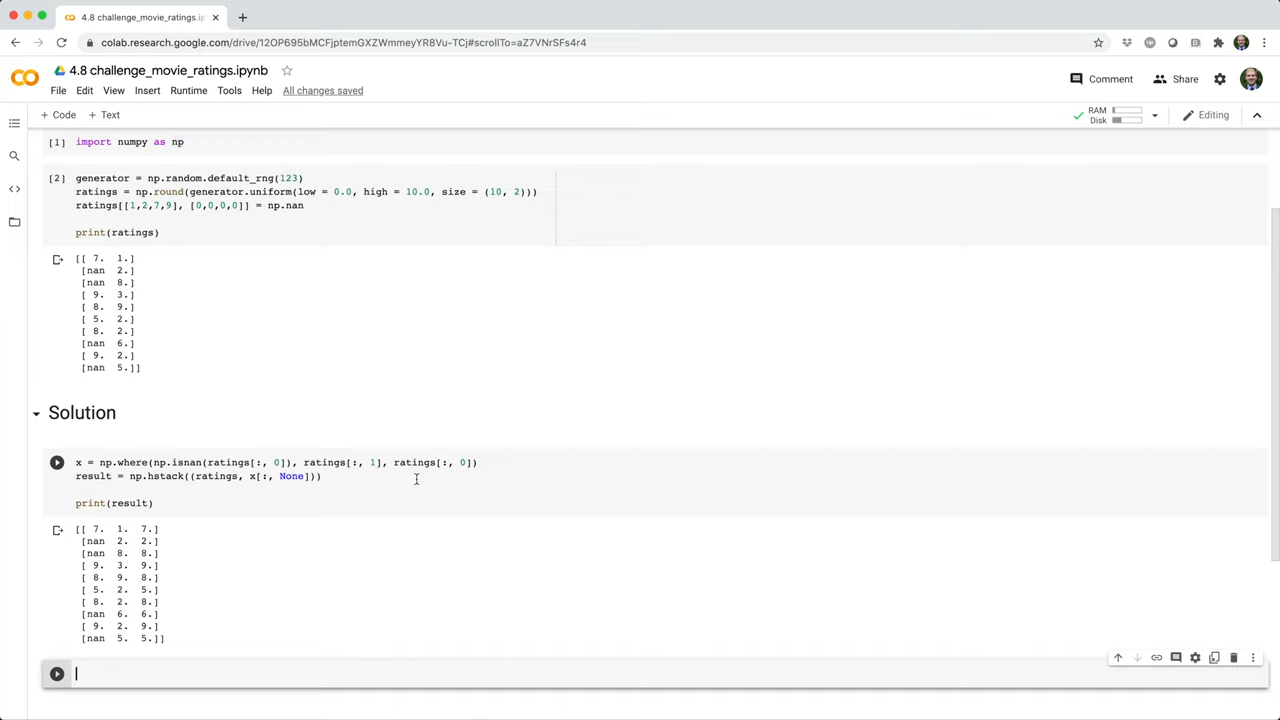 4.8 challenge_movie_ratings.ip
colab.research.google.com/drive/12OP695bMCFjptemGXZWmmeyYR8Vu-TCj#scrollTo=aZ7VNrSFs4r4
4.8 challenge_movie_ratings.ipynb
Comment
Share
File Edit View Insert Runtime Tools Help All changes saved
+ Code + Text
RAM
Disk
Editing
[1] import numpy as np
[2] generator = np.random.default_rng(123)
ratings = np.round(generator.uniform(low = 0.0, high = 10.0, size = (10, 2)))
ratings[[1,2,7,9], [0,0,0,0]] = np.nan
print(ratings)
[[ 7. 1.]
[nan 2.]
[nan 8.]
[ 9. 3.]
[ 8. 9.]
[ 5. 2.]
[ 8. 2.]
[nan 6.]
[ 9. 2.]
[nan 5.]]
Solution
x = np.where(np.isnan(ratings[:, 0]), ratings[:, 1], ratings[:, 0])
result = np.hstack((ratings, x[:, None]))
print(result)
[[ 7. 1. 7.]
[nan 2. 2.]
[nan 8. 8.]
[ 9. 3. 9.]
[ 8. 9. 8.]
[ 5. 2. 5.]
[ 8. 2. 8.]
[nan 6. 6.]
[ 9. 2. 9.]
[nan 5. 5.]]